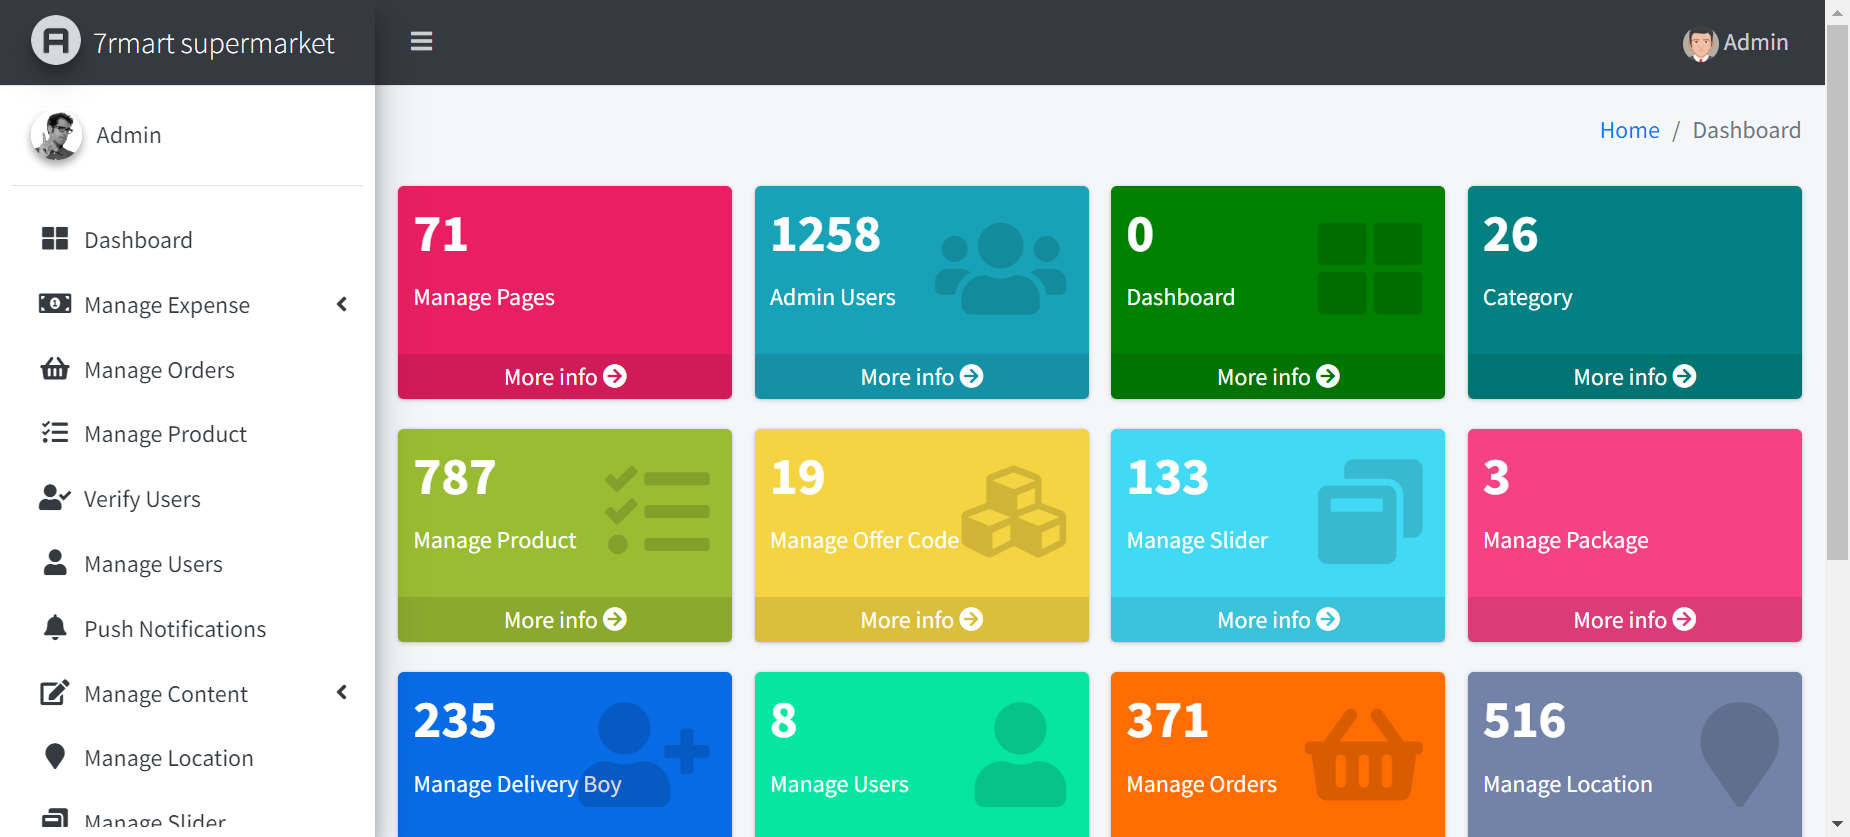 7rmart supermarket
Admin
Admin
Home / Dashboard
Dashboard
Manage Expense
Manage Orders
Manage Product
Verify Users
Manage Users
Push Notifications
Manage Content
Manage Location
Manage Slider
71
Manage Pages
More info
1258
Admin Users
More info
0
Dashboard
More info
26
Category
More info
787
Manage Product
More info
19
Manage Offer Code
More info
133
Manage Slider
More info
3
Manage Package
More info
235
Manage Delivery Boy
8
Manage Users
371
Manage Orders
516
Manage Location